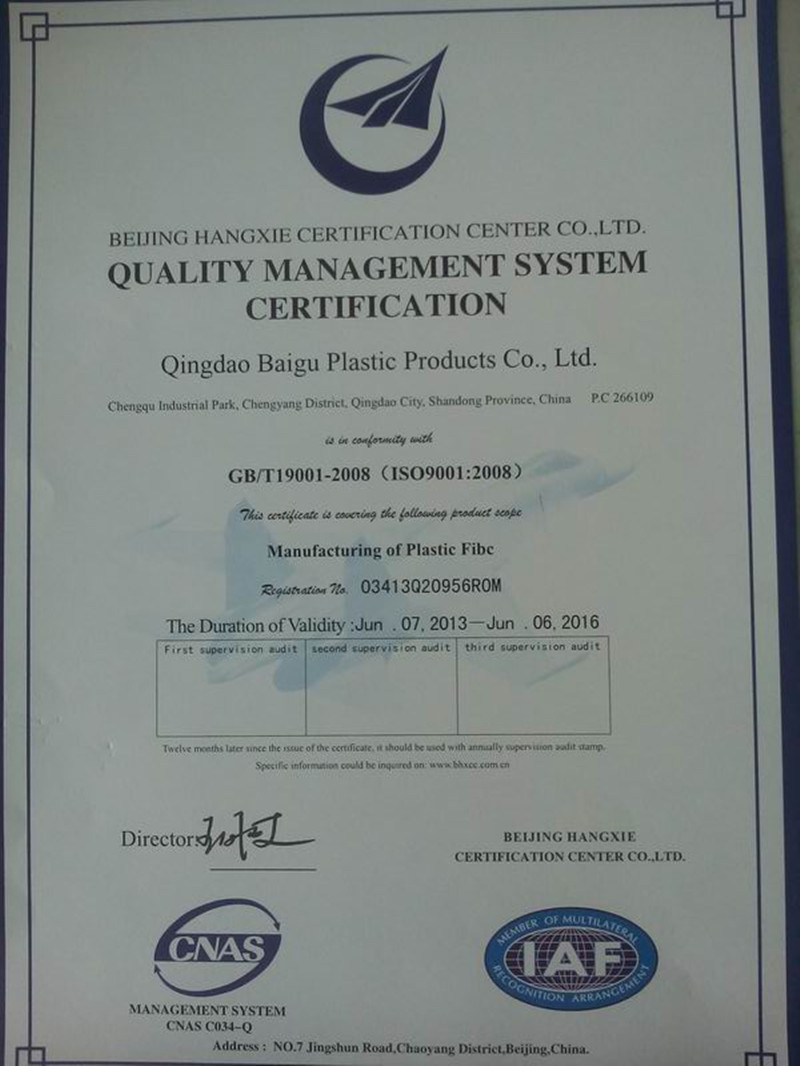 BEIJING HANGXIE CERTIFICATION CENTER CO.,LTD.
QUALITY MANAGEMENT SYSTEM
CERTIFICATION
Qingdao Baigu Plastic Products Co., Ltd.
Chengqu Industrial Park, Chengyang District, Qingdao City, Shandong Province, China P.C 266109
is in conformity with
GB/T19001-2008（ISO9001:2008）
This certificate is covering the following product scope
Manufacturing of Plastic Fibc
Registration No. 03413Q20956ROM
The Duration of Validity :Jun . 07, 2013—Jun . 06, 2016
First supervision audit second supervision audit third supervision audit
Twelve months later since the issue of the certificate, it should be used with annually supervision audit stamp.
Specific information could be inquired on: www.bhxcc.com.cn
Director:
BEIJING HANGXIE
CERTIFICATION CENTER CO.,LTD.
CNAS
MANAGEMENT SYSTEM
CNAS C034-Q
MEMBER OF MULTILATERAL
IAF
RECOGNITION ARRANGEMENT
Address : NO.7 Jingshun Road,Chaoyang District,Beijing,China.